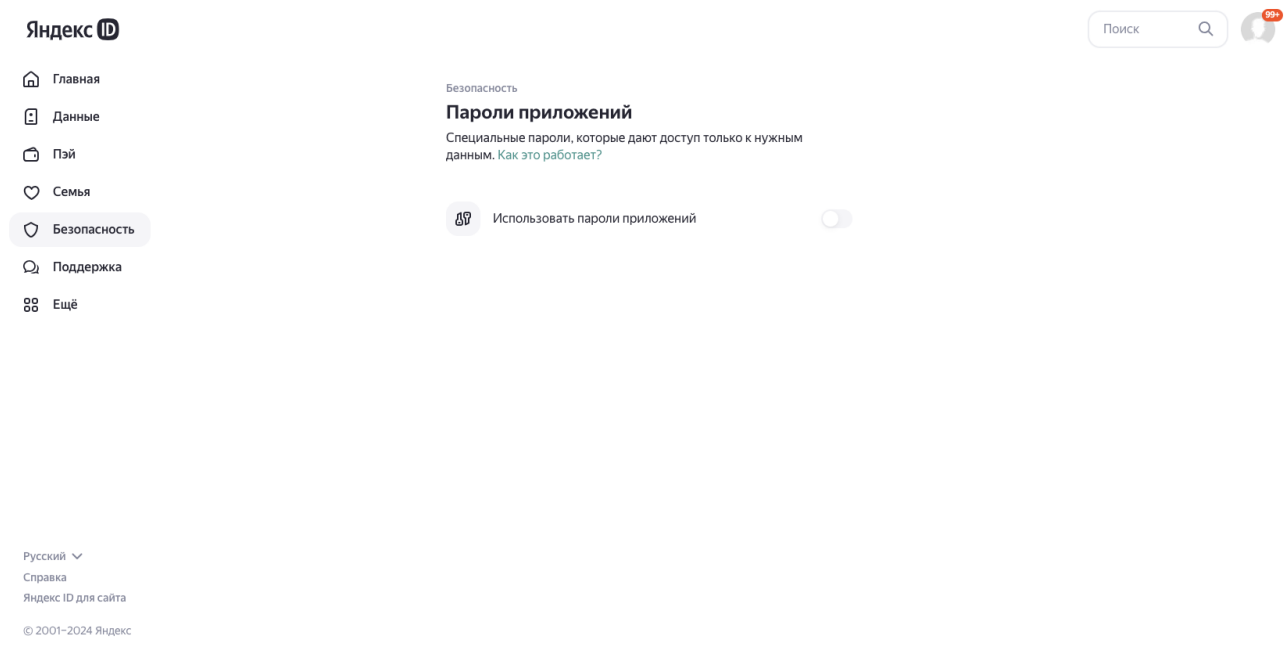 Яндекс ID
Поиск
99+
Главная
Данные
Пэй
Семья
Безопасность
Поддержка
Ещё
Безопасность
Пароли приложений
Специальные пароли, которые дают доступ только к нужным
данным. Как это работает?
Использовать пароли приложений
Русский
Справка
Яндекс ID для сайта
© 2001–2024 Яндекс